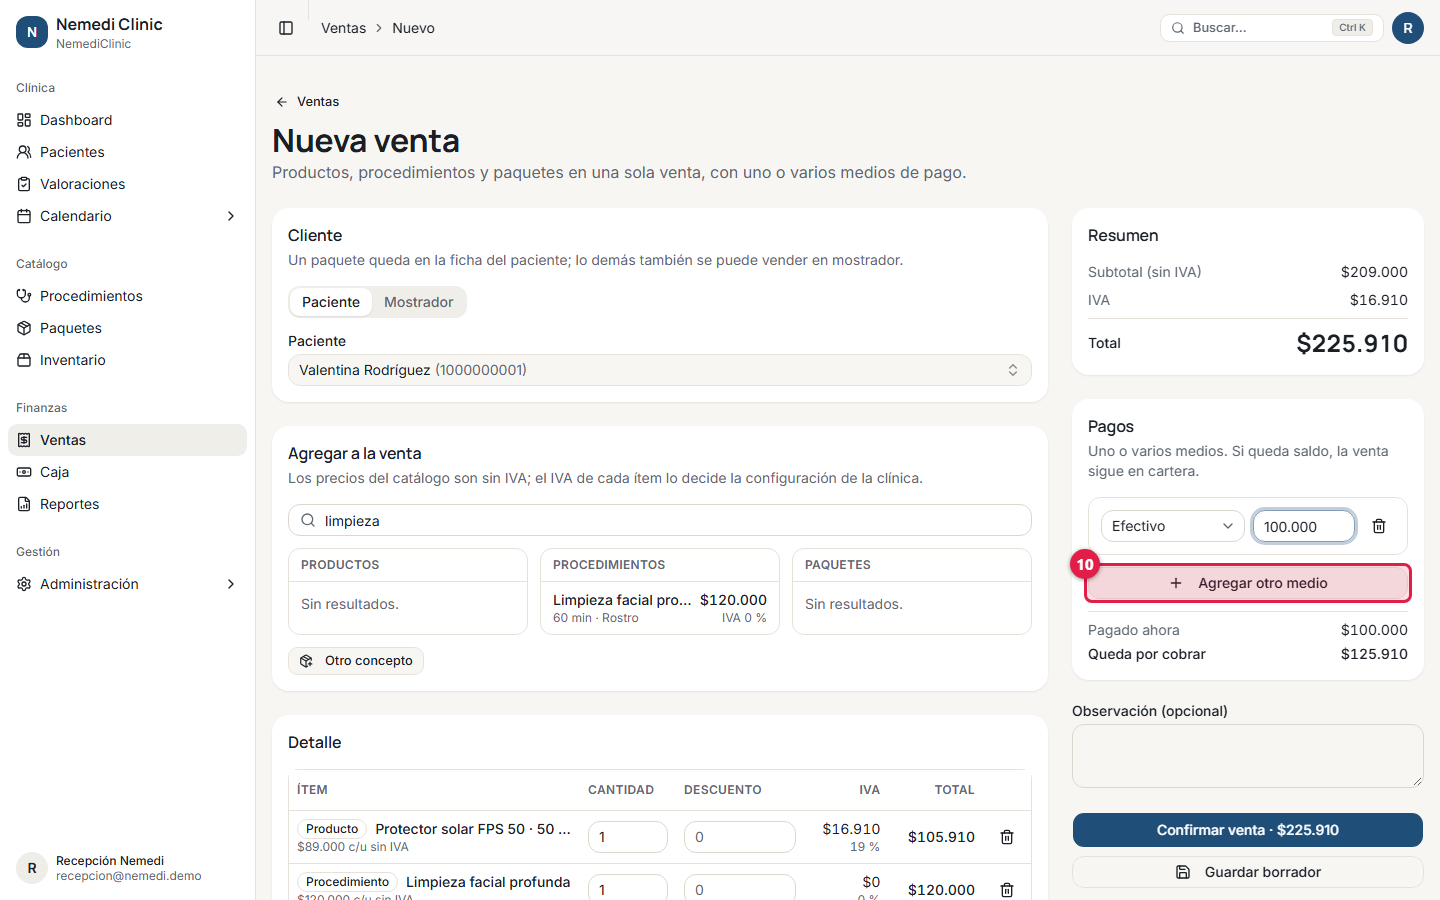 N
Nemedi Clinic
NemediClinic
Clínica
Dashboard
Pacientes
Valoraciones
Calendario
Catálogo
Procedimientos
Paquetes
Inventario
Finanzas
Ventas
Caja
Reportes
Gestión
Administración
R
Recepción Nemedi
recepcion@nemedi.demo
Ventas
Nuevo
Buscar...
Ctrl K
R
Ventas
Nueva venta
Productos, procedimientos y paquetes en una sola venta, con uno o varios medios de pago.
Cliente
Un paquete queda en la ficha del paciente; lo demás también se puede vender en mostrador.
Paciente
Mostrador
Paciente
Valentina Rodríguez (1000000001)
Agregar a la venta
Los precios del catálogo son sin IVA; el IVA de cada ítem lo decide la configuración de la clínica.
limpieza
PRODUCTOS
Sin resultados.
PROCEDIMIENTOS
Limpieza facial pro... $120.000
60 min · Rostro IVA 0 %
PAQUETES
Sin resultados.
Otro concepto
Detalle
ÍTEM CANTIDAD DESCUENTO IVA TOTAL
Producto Protector solar FPS 50 · 50 ... 1 0 $16.910 $105.910
$89.000 c/u sin IVA 19 %
Procedimiento Limpieza facial profunda 1 0 $0 $120.000
$120.000 c/u sin IVA 0 %
Resumen
Subtotal (sin IVA) $209.000
IVA $16.910
Total $225.910
Pagos
Uno o varios medios. Si queda saldo, la venta
sigue en cartera.
Efectivo 100.000
10
Agregar otro medio
Pagado ahora $100.000
Queda por cobrar $125.910
Observación (opcional)
Confirmar venta · $225.910
Guardar borrador